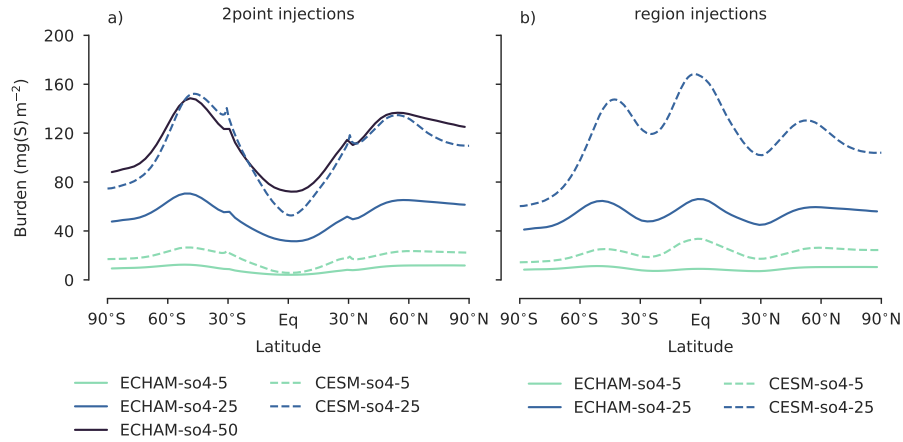 a) 2point injections
b) region injections
200
160
120
80
40
0
Burden (mg(S) m−2)
90°S 60°S 30°S Eq 30°N 60°N 90°N
90°S 60°S 30°S Eq 30°N 60°N 90°N
Latitude
Latitude
ECHAM-so4-5 CESM-so4-5
ECHAM-so4-25 CESM-so4-25
ECHAM-so4-50
ECHAM-so4-5 CESM-so4-5
ECHAM-so4-25 CESM-so4-25